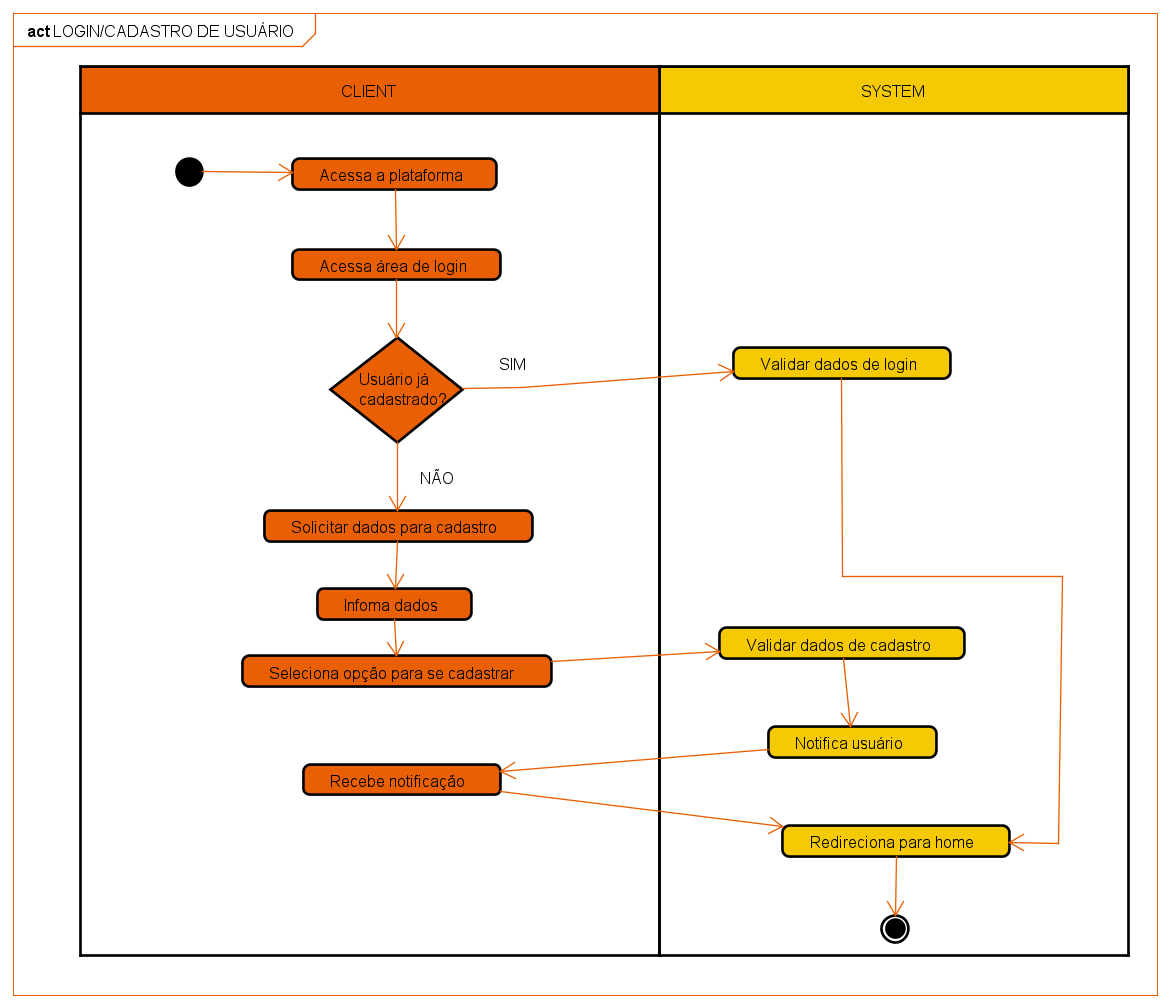 act LOGIN/CADASTRO DE USUÁRIO
CLIENT
SYSTEM
Acessa a plataforma
Acessa área de login
SIM
Validar dados de login
Usuário já
cadastrado?
NÃO
Solicitar dados para cadastro
Infoma dados
Validar dados de cadastro
Seleciona opção para se cadastrar
Notifica usuário
Recebe notificação
Redireciona para home